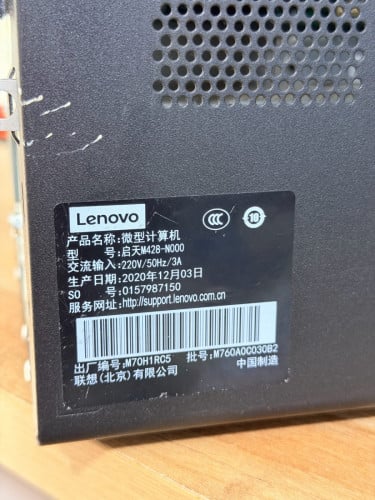 Lenovo
产品名称:微型计算机
型 号:启天M428-N000
交流输入:220V/50Hz/3A
生产日期:2020年12月03日
SO 号:0157987150
服务网址:http://support.lenovo.com.cn
出厂编号:M70H1RC5 批号:M760A0C030B2
联想(北京)有限公司 中国制造